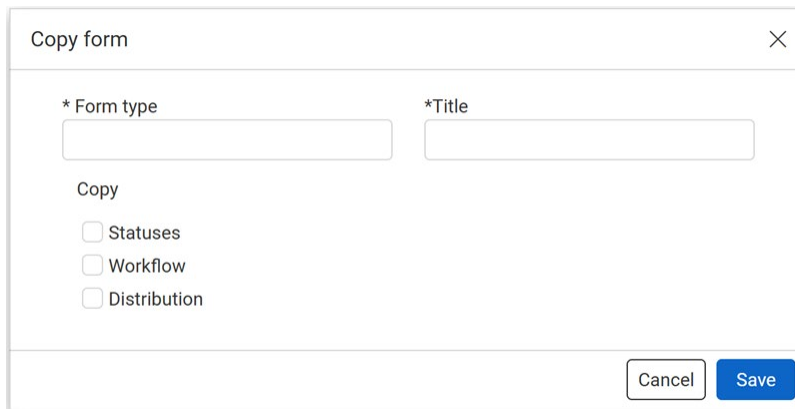 Copy form
* Form type
*Title
Copy
Statuses
Workflow
Distribution
Cancel
Save